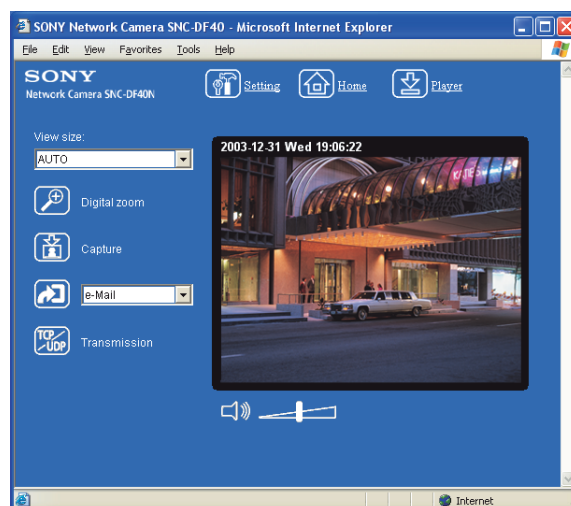 SONY Network Camera SNC-DF40 - Microsoft Internet Explorer
File Edit View Favorites Tools Help
SONY
Network Camera SNC-DF40N
Setting Home Player
View size:
AUTO
2003-12-31 Wed 19:06:22
KATIES
Digital zoom
Capture
e-Mail
TCP/UDP
Transmission
Internet